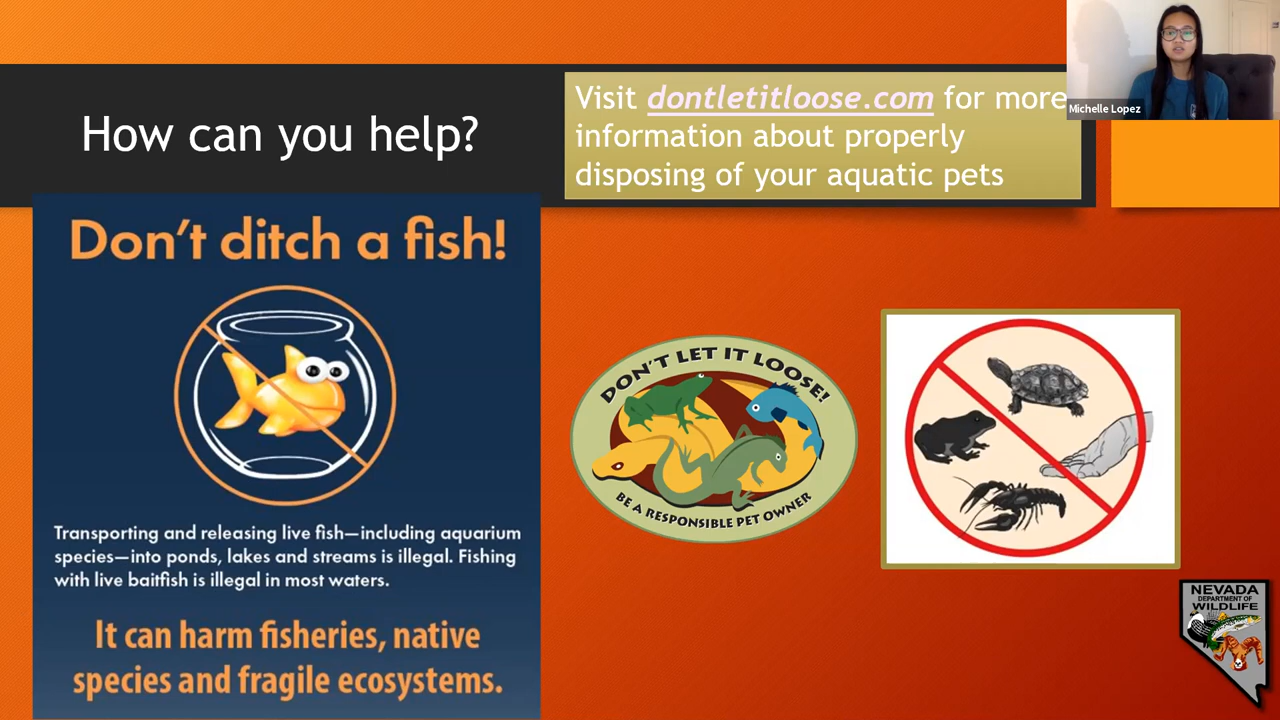 How can you help?
Visit dontletitloose.com for more
information about properly
disposing of your aquatic pets
Michelle Lopez
Don't ditch a fish!
Transporting and releasing live fish—including aquarium
species—into ponds, lakes and streams is illegal. Fishing
with live baitfish is illegal in most waters.
It can harm fisheries, native
species and fragile ecosystems.
DON'T LET IT LOOSE!
BE A RESPONSIBLE PET OWNER
NEVADA
DEPARTMENT OF
WILDLIFE